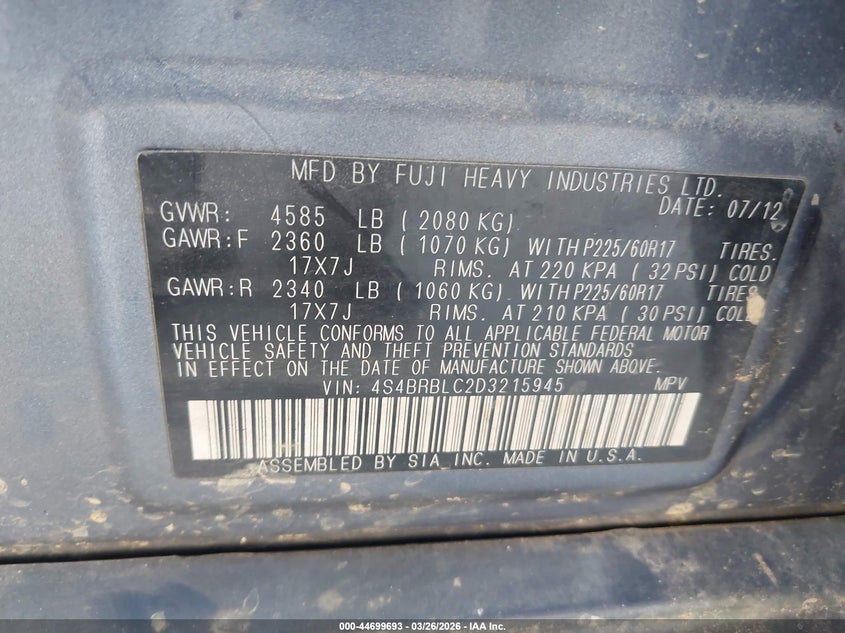 MFD BY FUJI HEAVY INDUSTRIES LTD.
DATE: 07/12
GVWR: 4585 LB ( 2080 KG)
GAWR:F 2360 LB ( 1070 KG) WITH P225/60R17 TIRES.
17X7J RIMS. AT 220 KPA ( 32 PSI) COLD
GAWR:R 2340 LB ( 1060 KG) WITH P225/60R17 TIRES
17X7J RIMS. AT 210 KPA ( 30 PSI) COLD
THIS VEHICLE CONFORMS TO ALL APPLICABLE FEDERAL MOTOR
VEHICLE SAFETY AND THEFT PREVENTION STANDARDS
IN EFFECT ON THE DATE OF MANUFACTURE SHOWN ABOVE.
VIN: 4S4BRBLC2D3215945 MPV
ASSEMBLED BY SIA INC. MADE IN U.S.A.
000-44699693 | 03/26/2026 - IAA Inc.